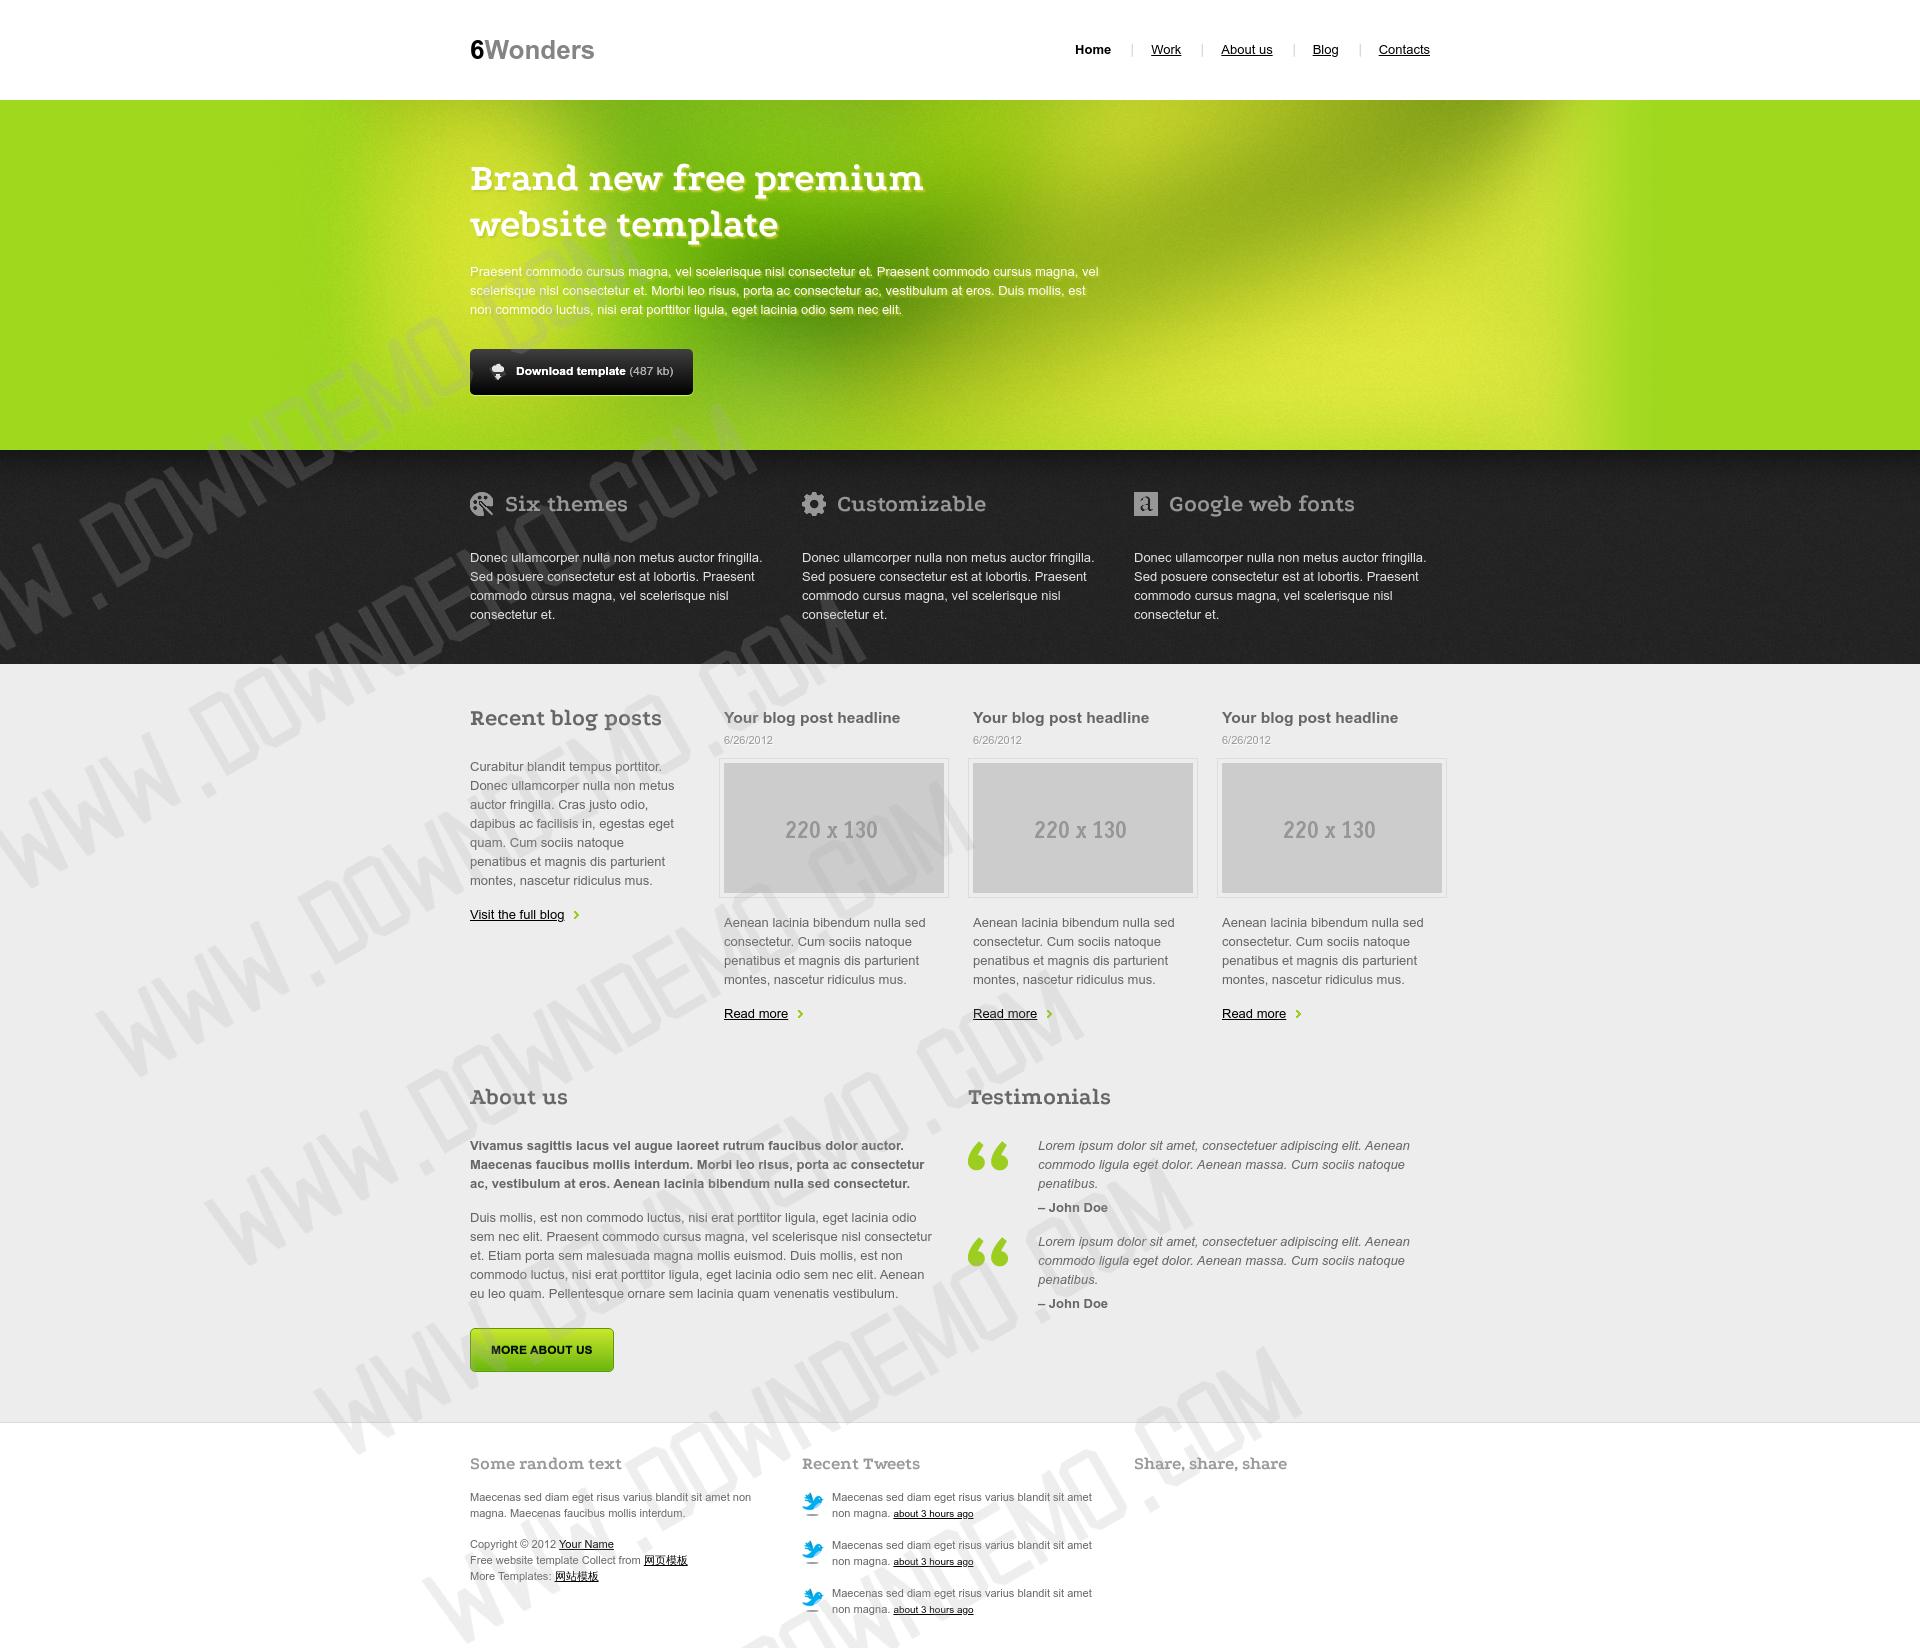 6Wonders
Home | Work | About us | Blog | Contacts
Brand new free premium
website template
Praesent commodo cursus magna, vel scelerisque nisl consectetur et. Praesent commodo cursus magna, vel
scelerisque nisl consectetur et. Morbi leo risus, porta ac consectetur ac, vestibulum at eros. Duis mollis, est
non commodo luctus, nisi erat porttitor ligula, eget lacinia odio sem nec elit.
Download template (487 kb)
Six themes
Donec ullamcorper nulla non metus auctor fringilla.
Sed posuere consectetur est at lobortis. Praesent
commodo cursus magna, vel scelerisque nisl
consectetur et.
Customizable
Donec ullamcorper nulla non metus auctor fringilla.
Sed posuere consectetur est at lobortis. Praesent
commodo cursus magna, vel scelerisque nisl
consectetur et.
a Google web fonts
Donec ullamcorper nulla non metus auctor fringilla.
Sed posuere consectetur est at lobortis. Praesent
commodo cursus magna, vel scelerisque nisl
consectetur et.
Recent blog posts
Curabitur blandit tempus porttitor.
Donec ullamcorper nulla non metus
auctor fringilla. Cras justo odio,
dapibus ac facilisis in, egestas eget
quam. Cum sociis natoque
penatibus et magnis dis parturient
montes, nascetur ridiculus mus.
Visit the full blog
Your blog post headline
6/26/2012
220 x 130
Aenean lacinia bibendum nulla sed
consectetur. Cum sociis natoque
penatibus et magnis dis parturient
montes, nascetur ridiculus mus.
Read more
Your blog post headline
6/26/2012
220 x 130
Aenean lacinia bibendum nulla sed
consectetur. Cum sociis natoque
penatibus et magnis dis parturient
montes, nascetur ridiculus mus.
Read more
Your blog post headline
6/26/2012
220 x 130
Aenean lacinia bibendum nulla sed
consectetur. Cum sociis natoque
penatibus et magnis dis parturient
montes, nascetur ridiculus mus.
Read more
About us
Vivamus sagittis lacus vel augue laoreet rutrum faucibus dolor auctor.
Maecenas faucibus mollis interdum. Morbi leo risus, porta ac consectetur
ac, vestibulum at eros. Aenean lacinia bibendum nulla sed consectetur.
Duis mollis, est non commodo luctus, nisi erat porttitor ligula, eget lacinia odio
sem nec elit. Praesent commodo cursus magna, vel scelerisque nisl consectetur
et. Etiam porta sem malesuada magna mollis euismod. Duis mollis, est non
commodo luctus, nisi erat porttitor ligula, eget lacinia odio sem nec elit. Aenean
eu leo quam. Pellentesque ornare sem lacinia quam venenatis vestibulum.
MORE ABOUT US
Testimonials
Lorem ipsum dolor sit amet, consectetuer adipiscing elit. Aenean
commodo ligula eget dolor. Aenean massa. Cum sociis natoque
penatibus.
– John Doe
Lorem ipsum dolor sit amet, consectetuer adipiscing elit. Aenean
commodo ligula eget dolor. Aenean massa. Cum sociis natoque
penatibus.
– John Doe
Some random text
Maecenas sed diam eget risus varius blandit sit amet non
magna. Maecenas faucibus mollis interdum.
Copyright © 2012 Your Name
Free website template Collect from 网页模板
More Templates: 网站模板
Recent Tweets
Maecenas sed diam eget risus varius blandit sit amet
non magna. about 3 hours ago
Maecenas sed diam eget risus varius blandit sit amet
non magna. about 3 hours ago
Maecenas sed diam eget risus varius blandit sit amet
non magna. about 3 hours ago
Share, share, share
WWW.DOWNDEMO.COM
WWW.DOWNDEMO.COM
WWW.DOWNDEMO.COM
WWW.DOWNDEMO.COM
WWW.DOWNDEMO.COM
WWW.DOWNDEMO.COM
WWW.DOWNDEMO.COM